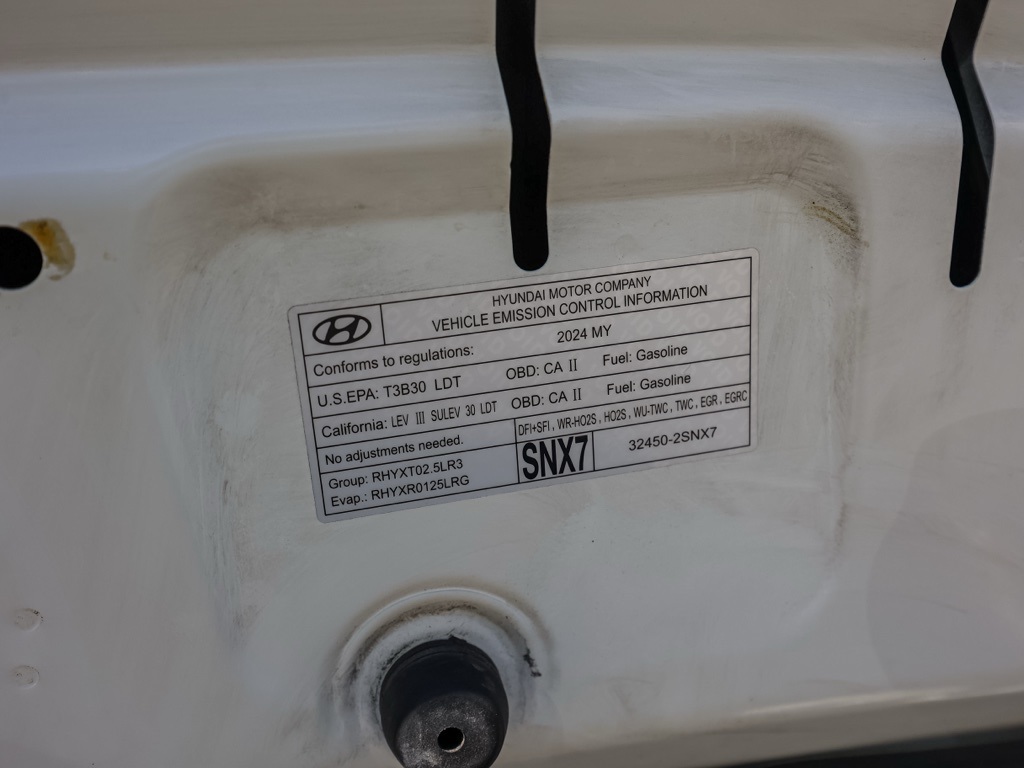 HYUNDAI MOTOR COMPANY
VEHICLE EMISSION CONTROL INFORMATION
Conforms to regulations: 2024 MY
U.S.EPA: T3B30 LDT OBD: CA II Fuel: Gasoline
California: LEV III SULEV 30 LDT OBD: CA II Fuel: Gasoline
No adjustments needed. DFI+SFI , WR-HO2S , HO2S , WU-TWC , TWC , EGR , EGRC
Group: RHYXT02.5LR3
Evap.: RHYXR0125LRG
SNX7 32450-2SNX7